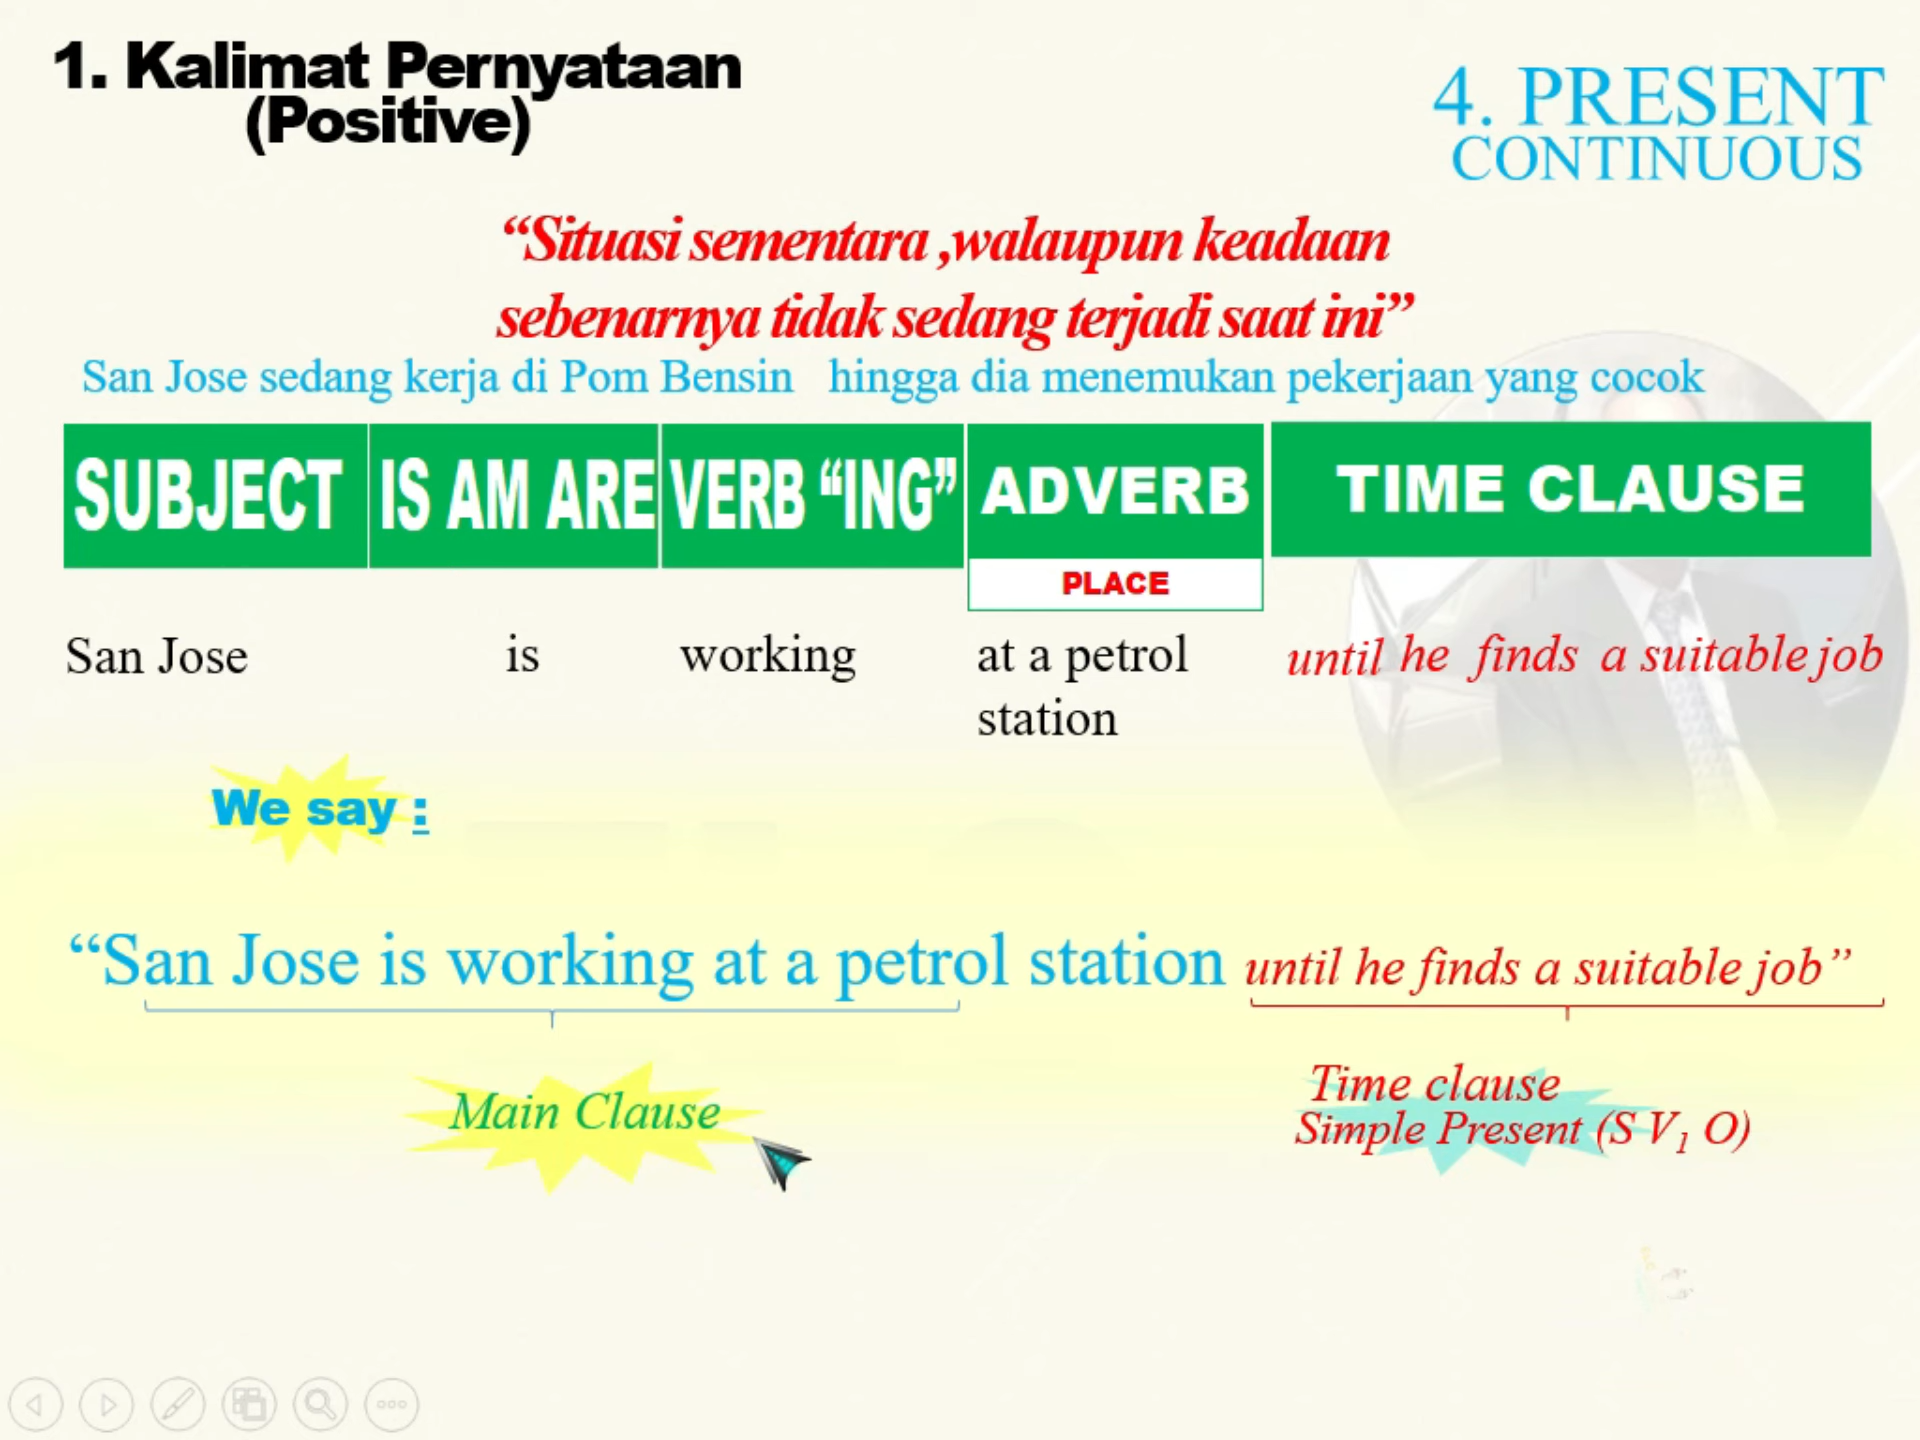 1. Kalimat Pernyataan
(Positive)
4. PRESENT
CONTINUOUS
“Situasi sementara ,walaupun keadaan
sebenarnya tidak sedang terjadi saat ini”
San Jose sedang kerja di Pom Bensin hingga dia menemukan pekerjaan yang cocok
SUBJECT IS AM ARE VERB “ING” ADVERB TIME CLAUSE
PLACE
San Jose is working at a petrol until he finds a suitable job
station
We say :
“San Jose is working at a petrol station until he finds a suitable job”
Main Clause
Time clause
Simple Present (S V₁ O)